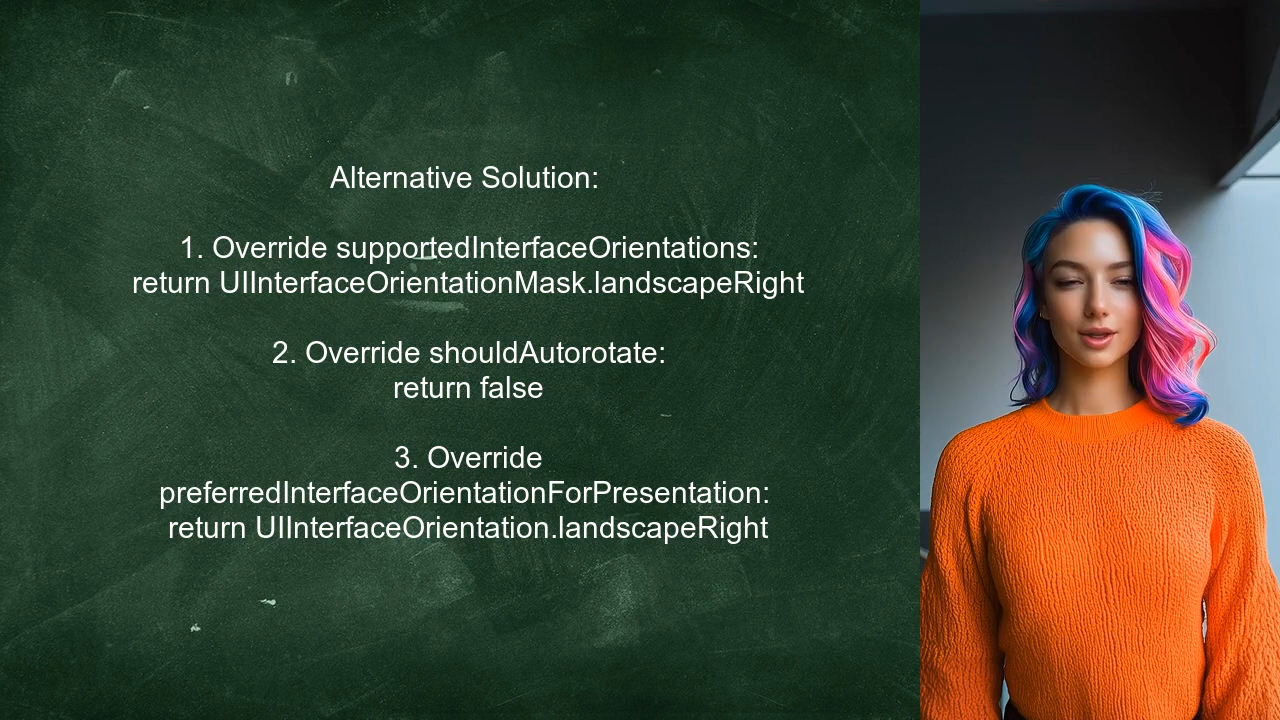 Alternative Solution:
1. Override supportedInterfaceOrientations:
return UIInterfaceOrientationMask.landscapeRight
2. Override shouldAutorotate:
return false
3. Override
preferredInterfaceOrientationForPresentation:
return UIInterfaceOrientation.landscapeRight